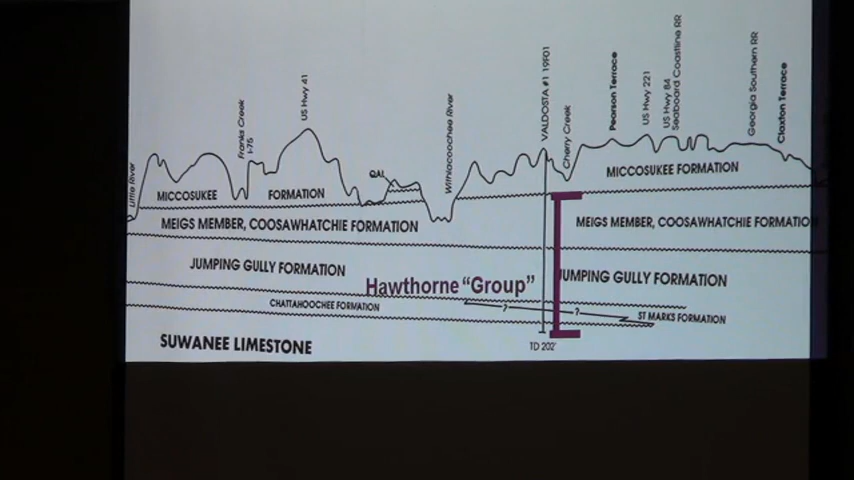 Little River
Franks Creek
I-75
US Hwy 41
QAL
Withlacoochee River
VALDOSTA #1 19F01
Cherry Creek
Pearson Terrace
US Hwy 221
US Hwy 84
Seaboard Coastline RR
Georgia Southern RR
Claxton Terrace
MICCOSUKEE FORMATION
MICCOSUKEE FORMATION
MEIGS MEMBER, COOSAWHATCHIE FORMATION
MEIGS MEMBER, COOSAWHATCHIE FORMATION
JUMPING GULLY FORMATION
Hawthorne "Group"
JUMPING GULLY FORMATION
CHATTAHOOCHEE FORMATION
?
?
ST MARKS FORMATION
SUWANEE LIMESTONE
TD 202'